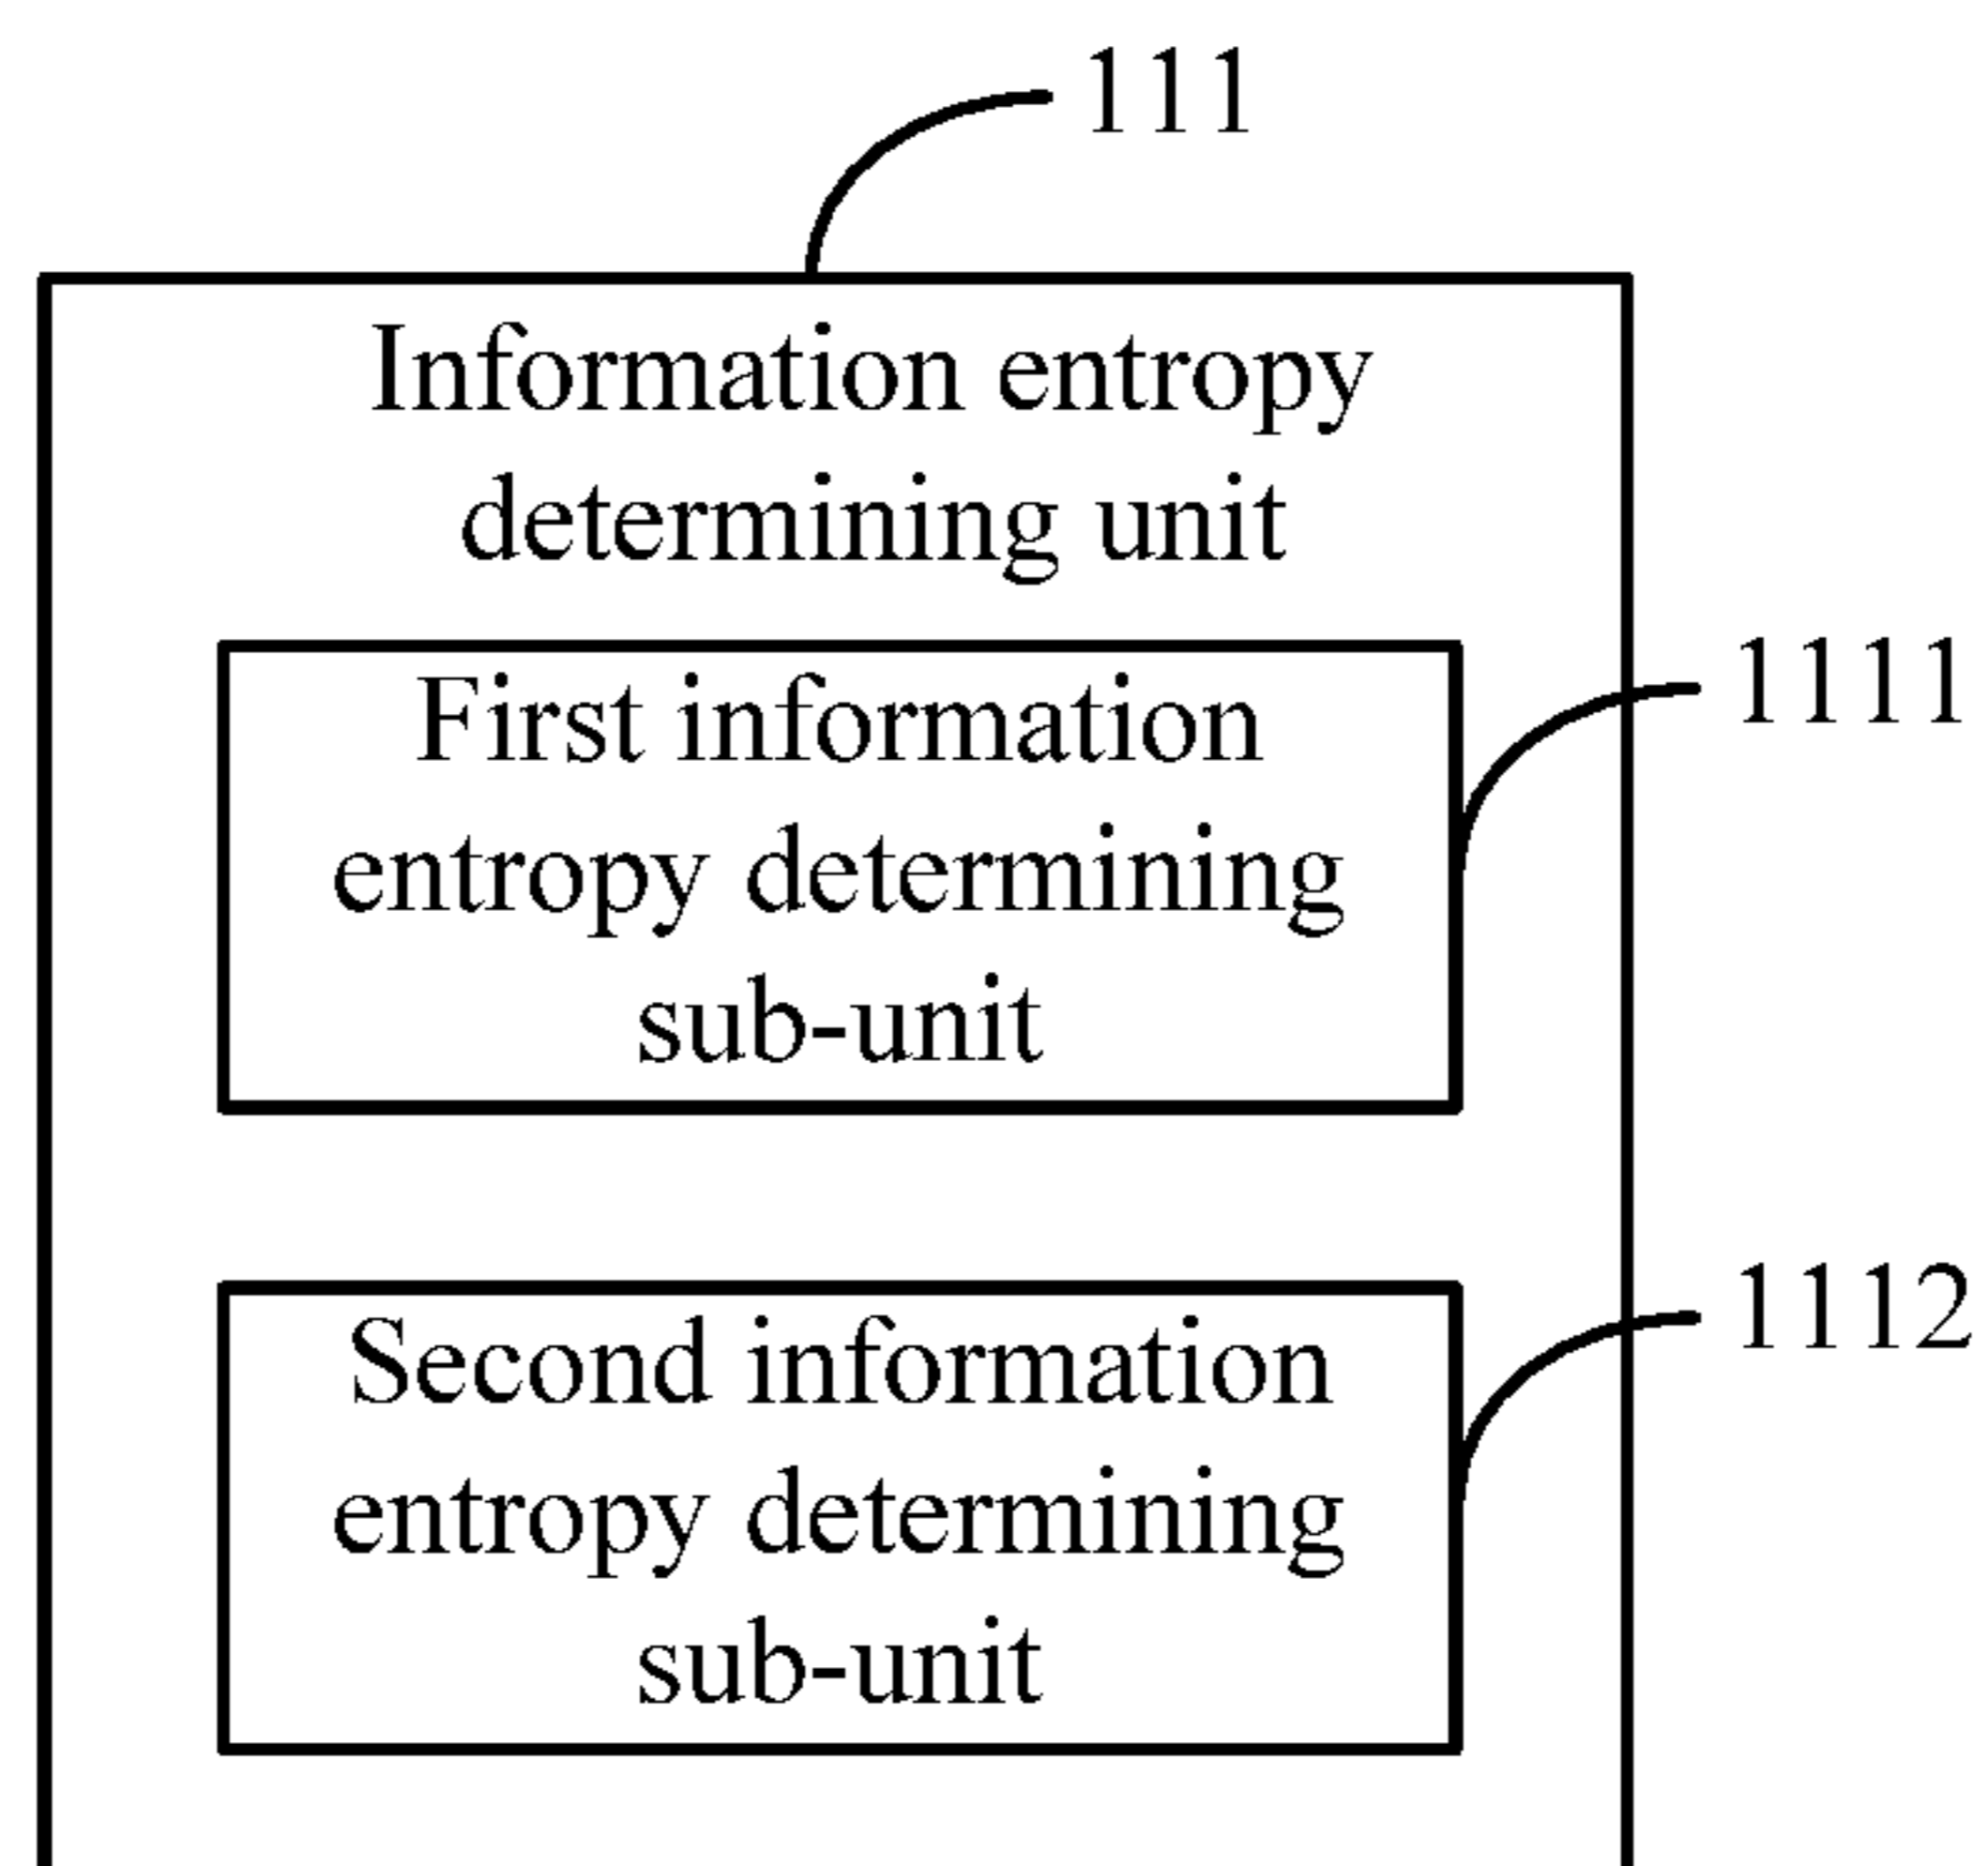 111
Information entropy
determining unit
First information
entropy determining
sub-unit
1111
Second information
entropy determining
sub-unit
1112